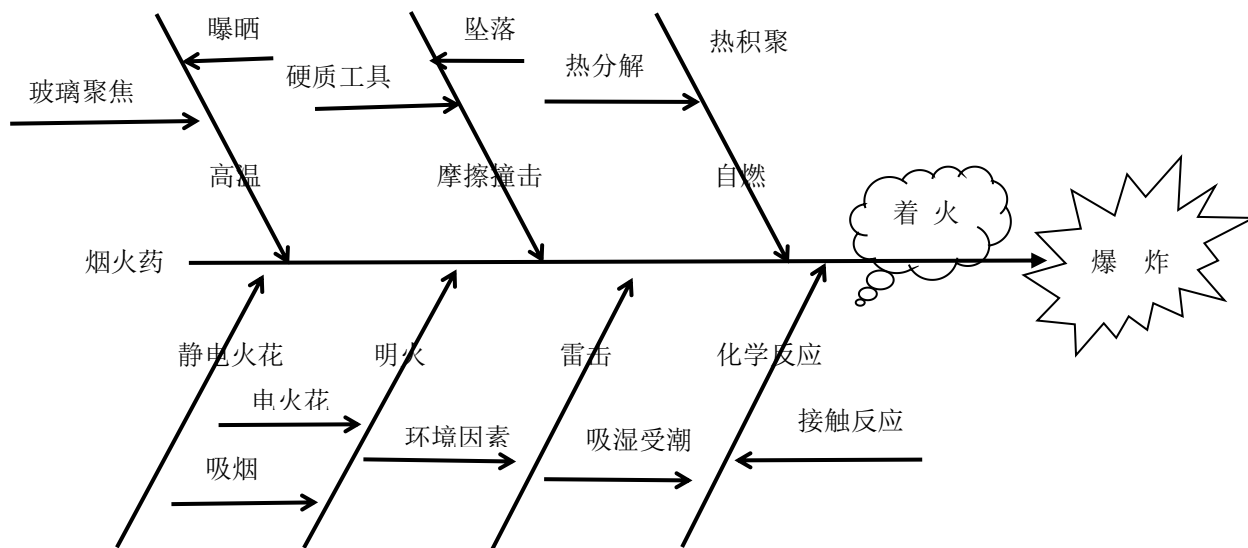 曝晒
坠落
热积聚
玻璃聚焦
硬质工具
热分解
高温
摩擦撞击
自燃
着 火
烟火药
爆 炸
静电火花
明火
雷击
化学反应
电火花
环境因素
吸湿受潮
接触反应
吸烟